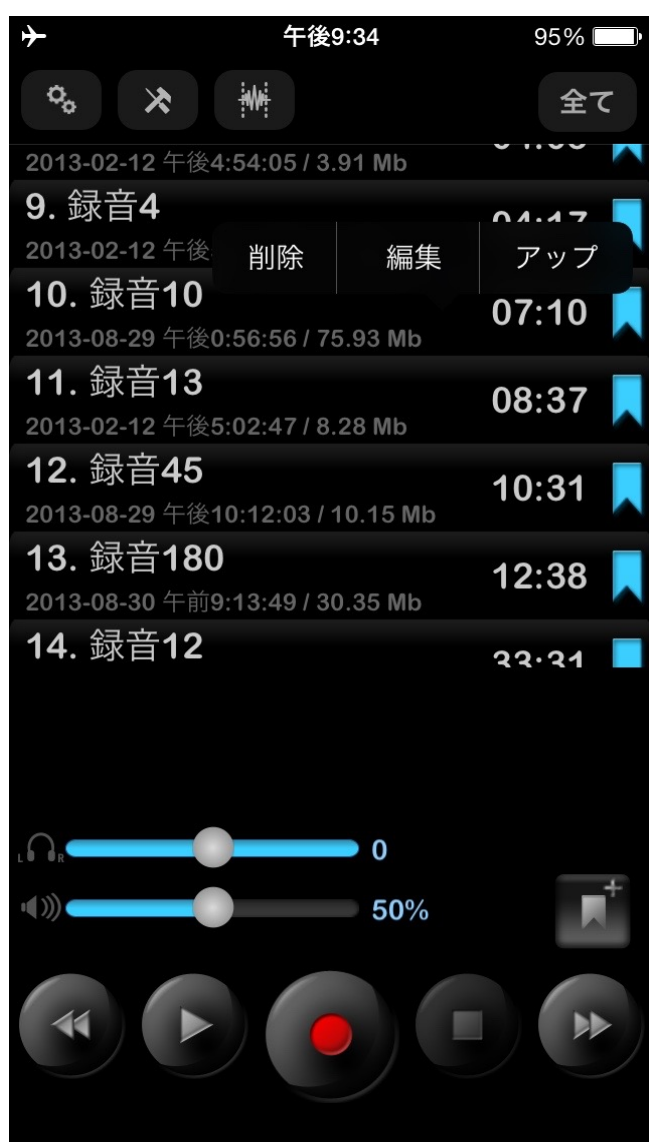 午後9:34 95%
全て
2013-02-12 午後4:54:05 / 3.91 Mb
9. 録音4
04:17
2013-02-12 午後
削除 編集 アップ
10. 録音10
07:10
2013-08-29 午後0:56:56 / 75.93 Mb
11. 録音13
08:37
2013-02-12 午後5:02:47 / 8.28 Mb
12. 録音45
10:31
2013-08-29 午後10:12:03 / 10.15 Mb
13. 録音180
12:38
2013-08-30 午前9:13:49 / 30.35 Mb
14. 録音12
33:31
L R 0
50%